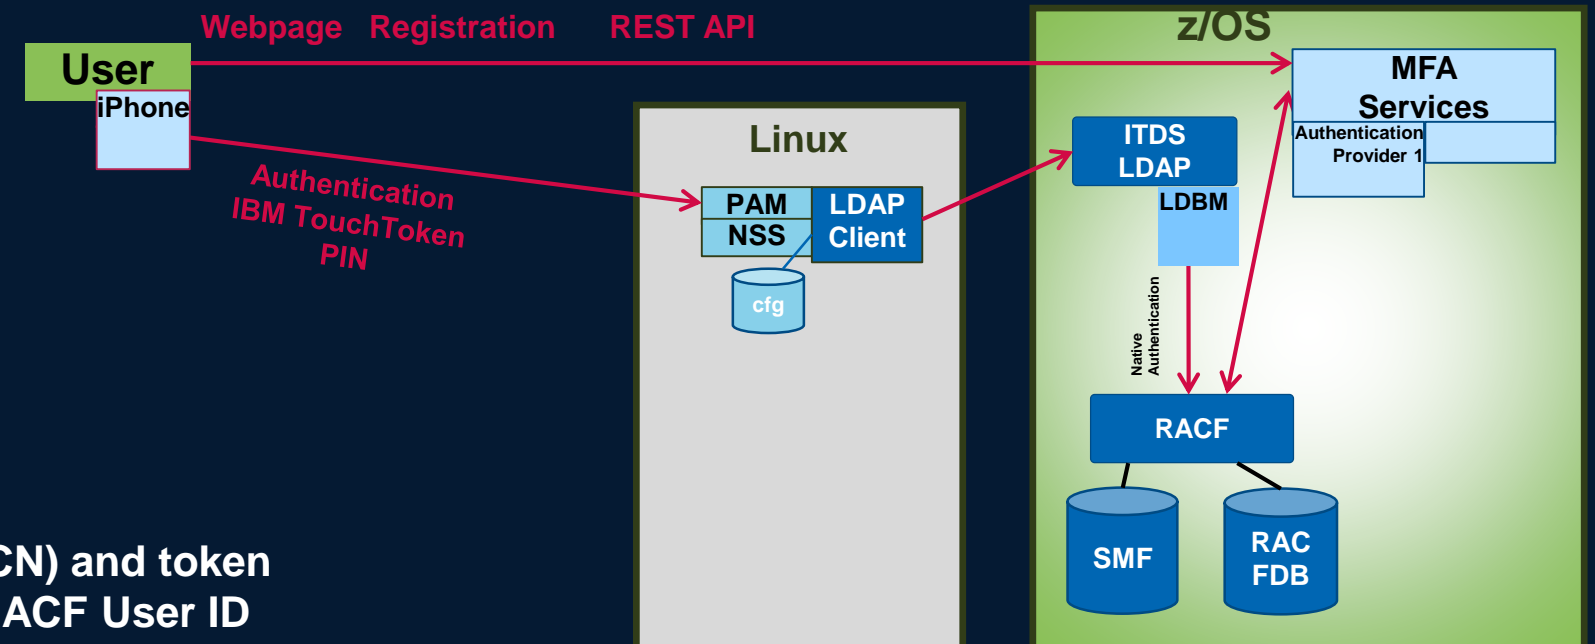 Webpage Registration REST API
z/OS
User
iPhone
MFA
Services
Authentication
Provider 1
Linux
ITDS
LDAP
LDBM
Authentication
IBM TouchToken
PIN
PAM
NSS
LDAP
Client
cfg
Native
Authentication
RACF
SMF
RAC
FDB
CN) and token
ACF User ID